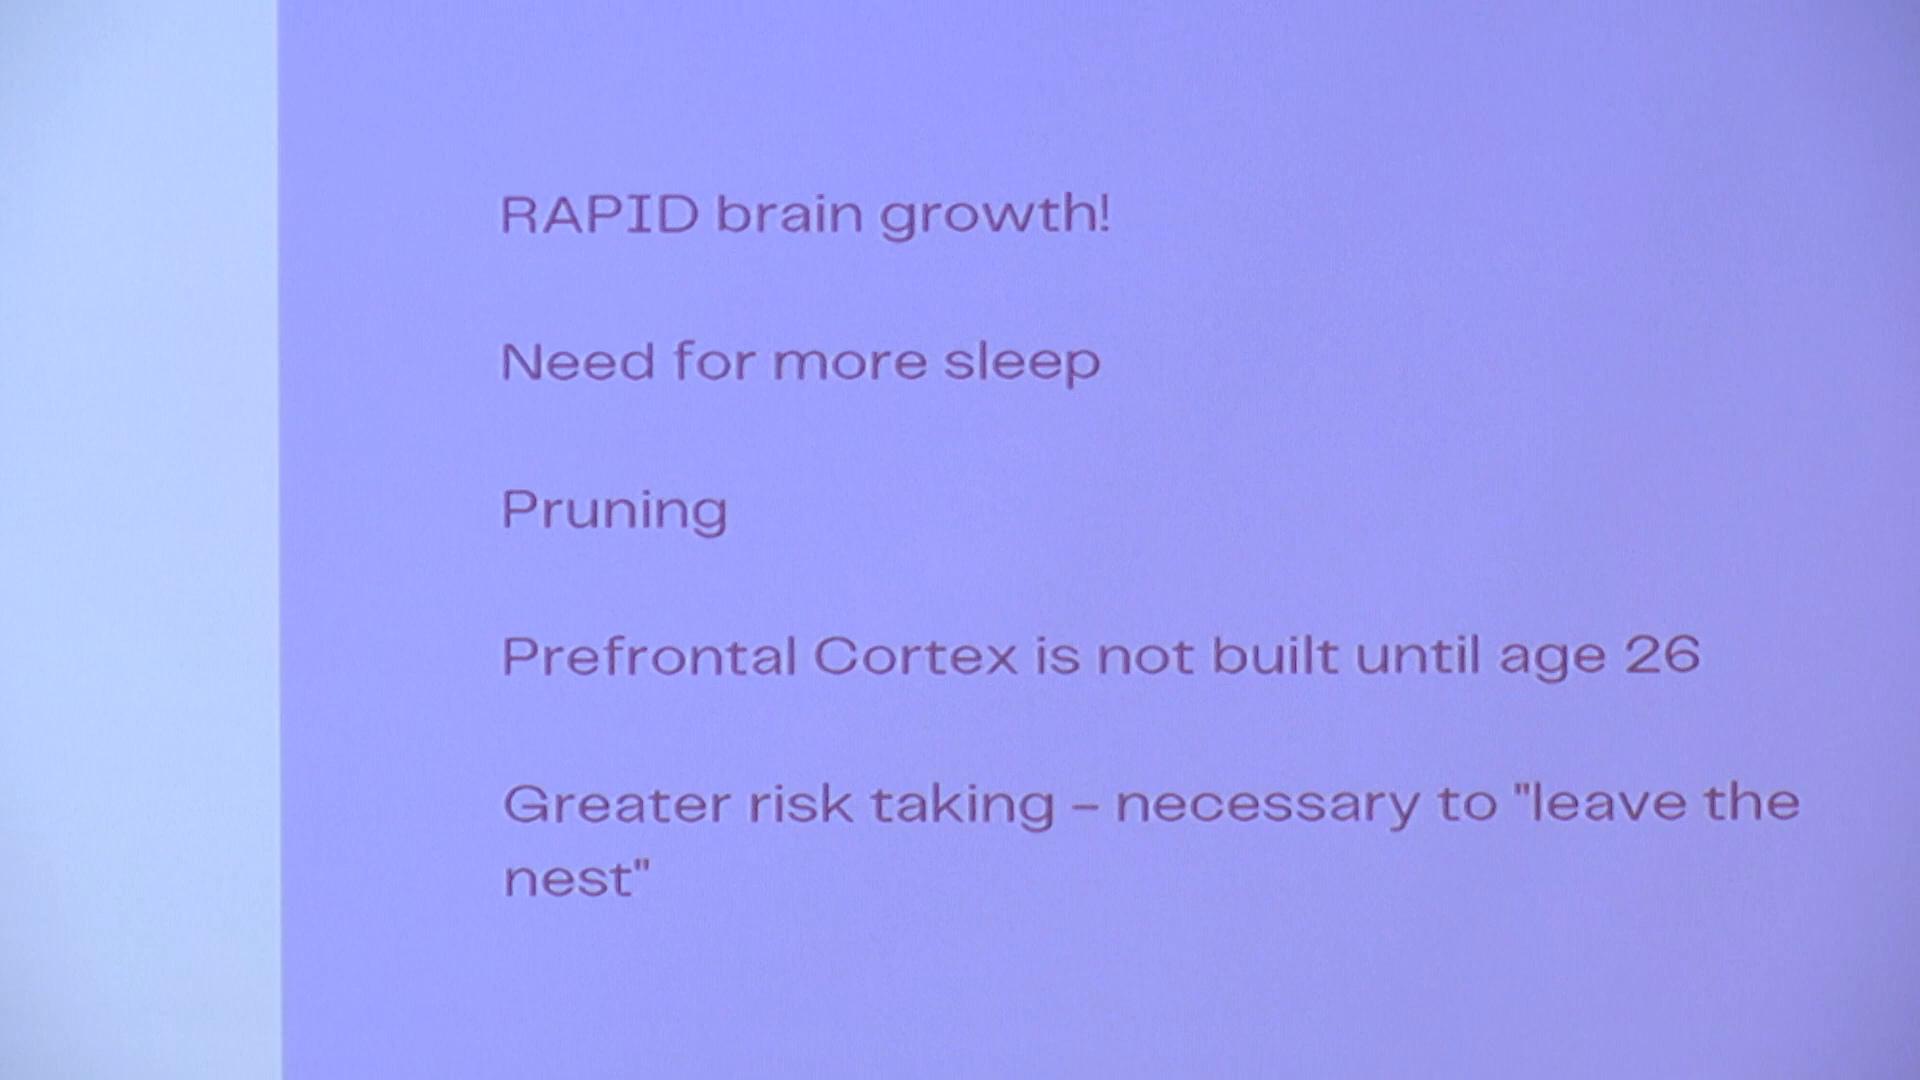 RAPID brain growth!
Need for more sleep
Pruning
Prefrontal Cortex is not built until age 26
Greater risk taking – necessary to "leave the
nest"